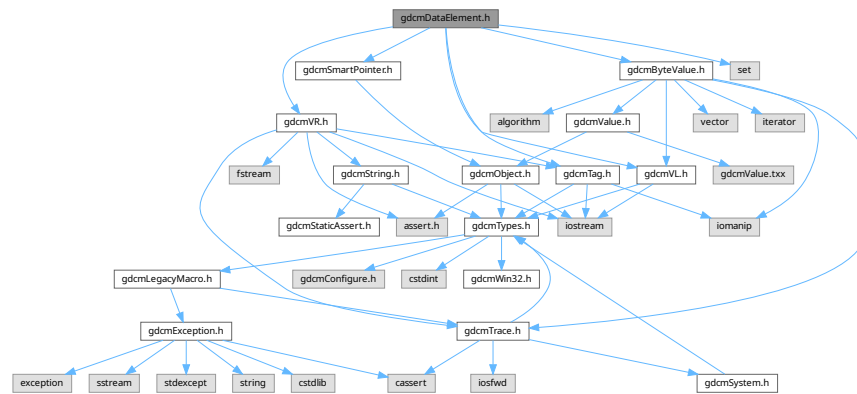 gdcmDataElement.h
gdcmSmartPointer.h
gdcmByteValue.h
set
gdcmVR.h
algorithm
gdcmValue.h
vector
iterator
fstream
gdcmString.h
gdcmObject.h
gdcmTag.h
gdcmVL.h
gdcmValue.txx
gdcmStaticAssert.h
assert.h
gdcmTypes.h
iostream
iomanip
gdcmLegacyMacro.h
gdcmConfigure.h
cstdint
gdcmWin32.h
gdcmException.h
gdcmTrace.h
exception
sstream
stdexcept
string
cstdlib
cassert
iosfwd
gdcmSystem.h